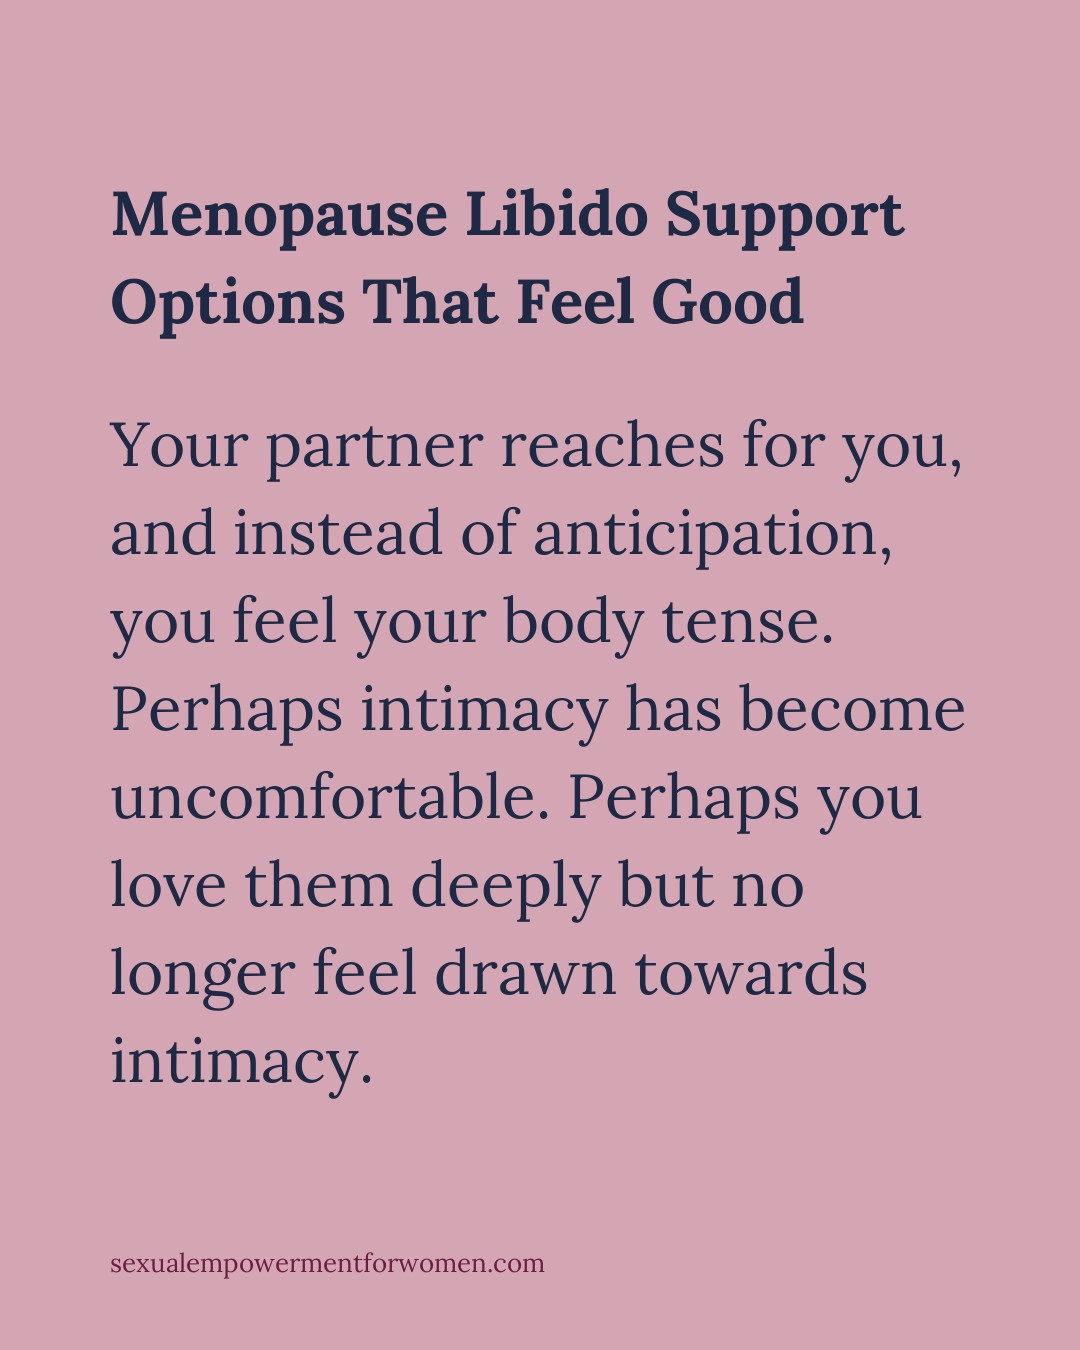 Menopause Libido Support
Options That Feel Good
Your partner reaches for you,
and instead of anticipation,
you feel your body tense.
Perhaps intimacy has become
uncomfortable. Perhaps you
love them deeply but no
longer feel drawn towards
intimacy.
sexualempowermentforwomen.com